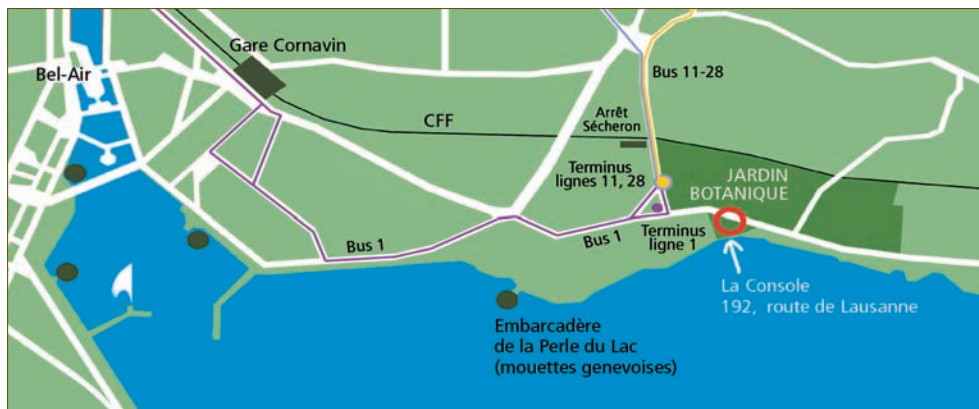 Gare Cornavin
Bel-Air
Bus 11-28
CFF
Arrêt
Sécheron
Terminus
lignes 11, 28
JARDIN
BOTANIQUE
Bus 1
Bus 1
Terminus
ligne 1
La Console
192, route de Lausanne
Embarcadère
de la Perle du Lac
(mouettes genevoises)